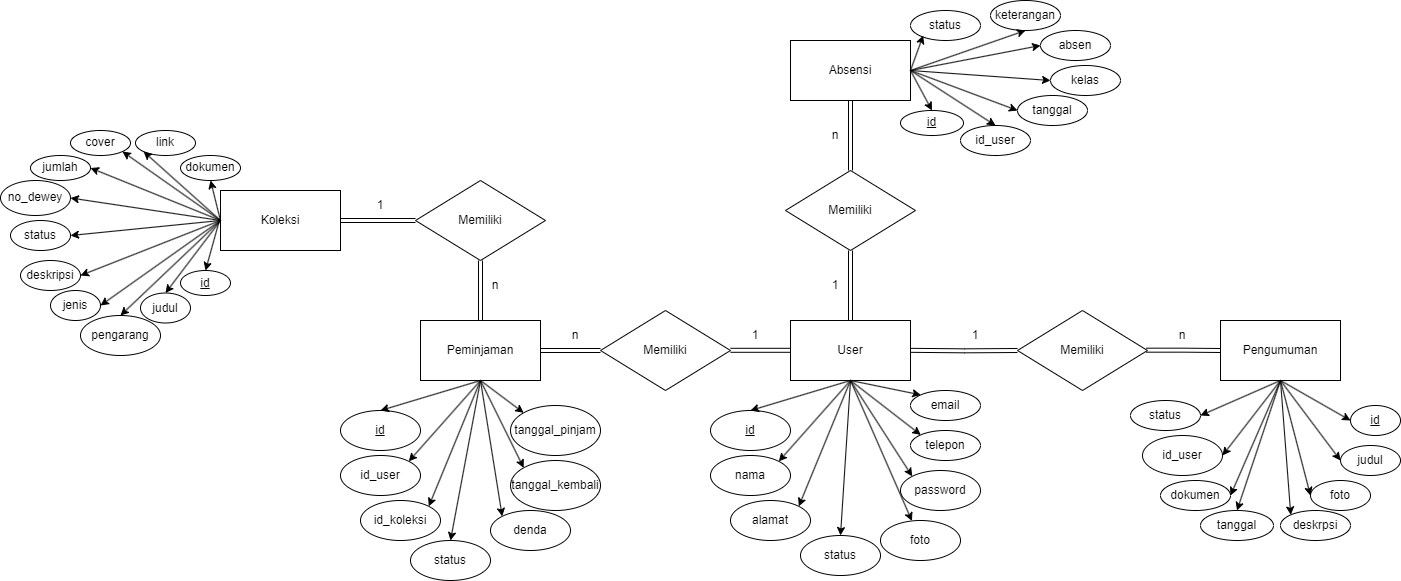 status
keterangan
absen
kelas
tanggal
id_user
id
Absensi
n
Memiliki
1
cover
link
jumlah
dokumen
no_dewey
status
deskripsi
jenis
pengarang
judul
id
Koleksi
1
Memiliki
n
Peminjaman
n
Memiliki
1
User
1
Memiliki
n
Pengumuman
id
tanggal_pinjam
id_user
tanggal_kembali
id_koleksi
denda
status
id
email
telepon
nama
password
alamat
foto
status
status
id
id_user
judul
dokumen
foto
tanggal
deskrpsi